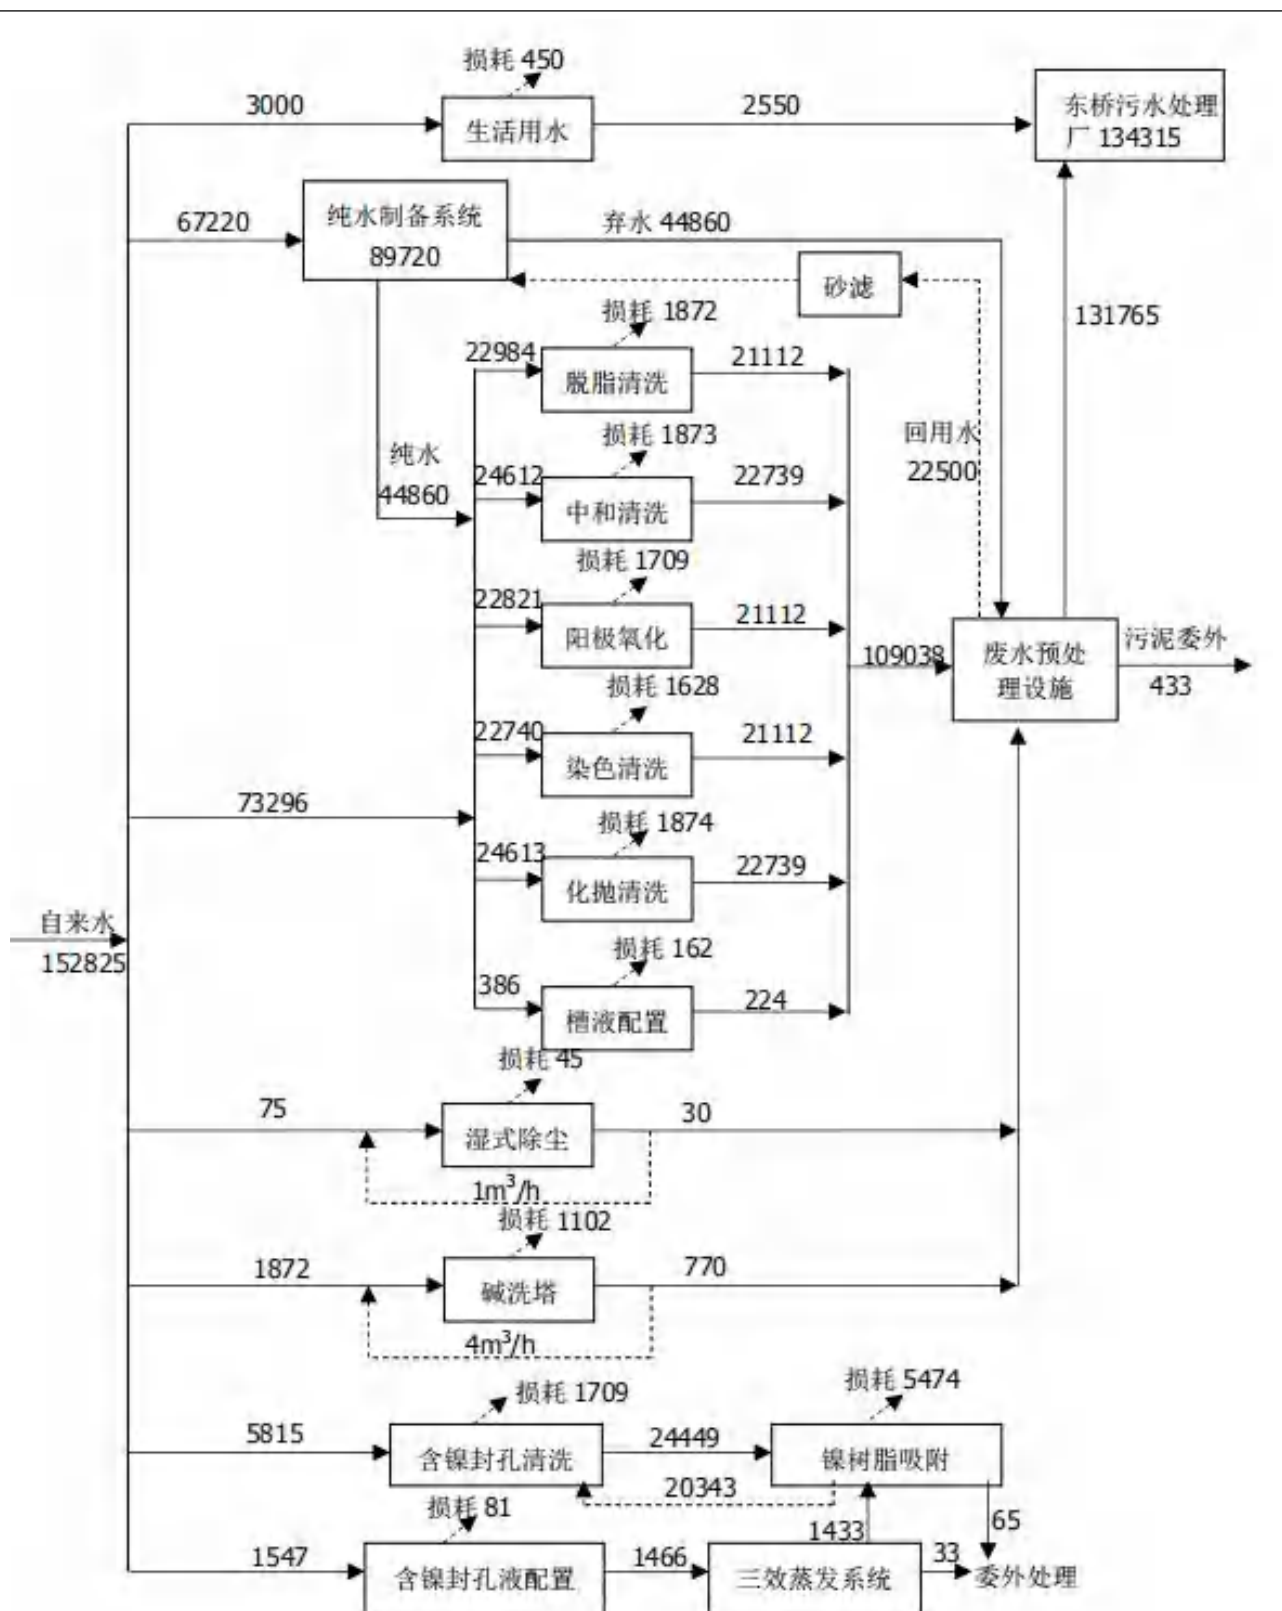 损耗 450
3000
生活用水
2550
东桥污水处理
厂 134315
67220
纯水制备系统
89720
弃水 44860
砂滤
131765
损耗 1872
22984
脱脂清洗
21112
回用水
22500
纯水
44860
损耗 1873
24612
中和清洗
22739
损耗 1709
22821
阳极氧化
21112
109038
废水预处
理设施
污泥委外
433
损耗 1628
22740
染色清洗
21112
73296
损耗 1874
24613
化抛清洗
22739
自来水
152825
损耗 162
386
槽液配置
224
损耗 45
75
湿式除尘
30
1m³/h
损耗 1102
1872
碱洗塔
770
4m³/h
损耗 1709
5815
含镍封孔清洗
24449
损耗 5474
镍树脂吸附
20343
损耗 81
1547
含镍封孔液配置
1466
三效蒸发系统
1433
65
33
委外处理